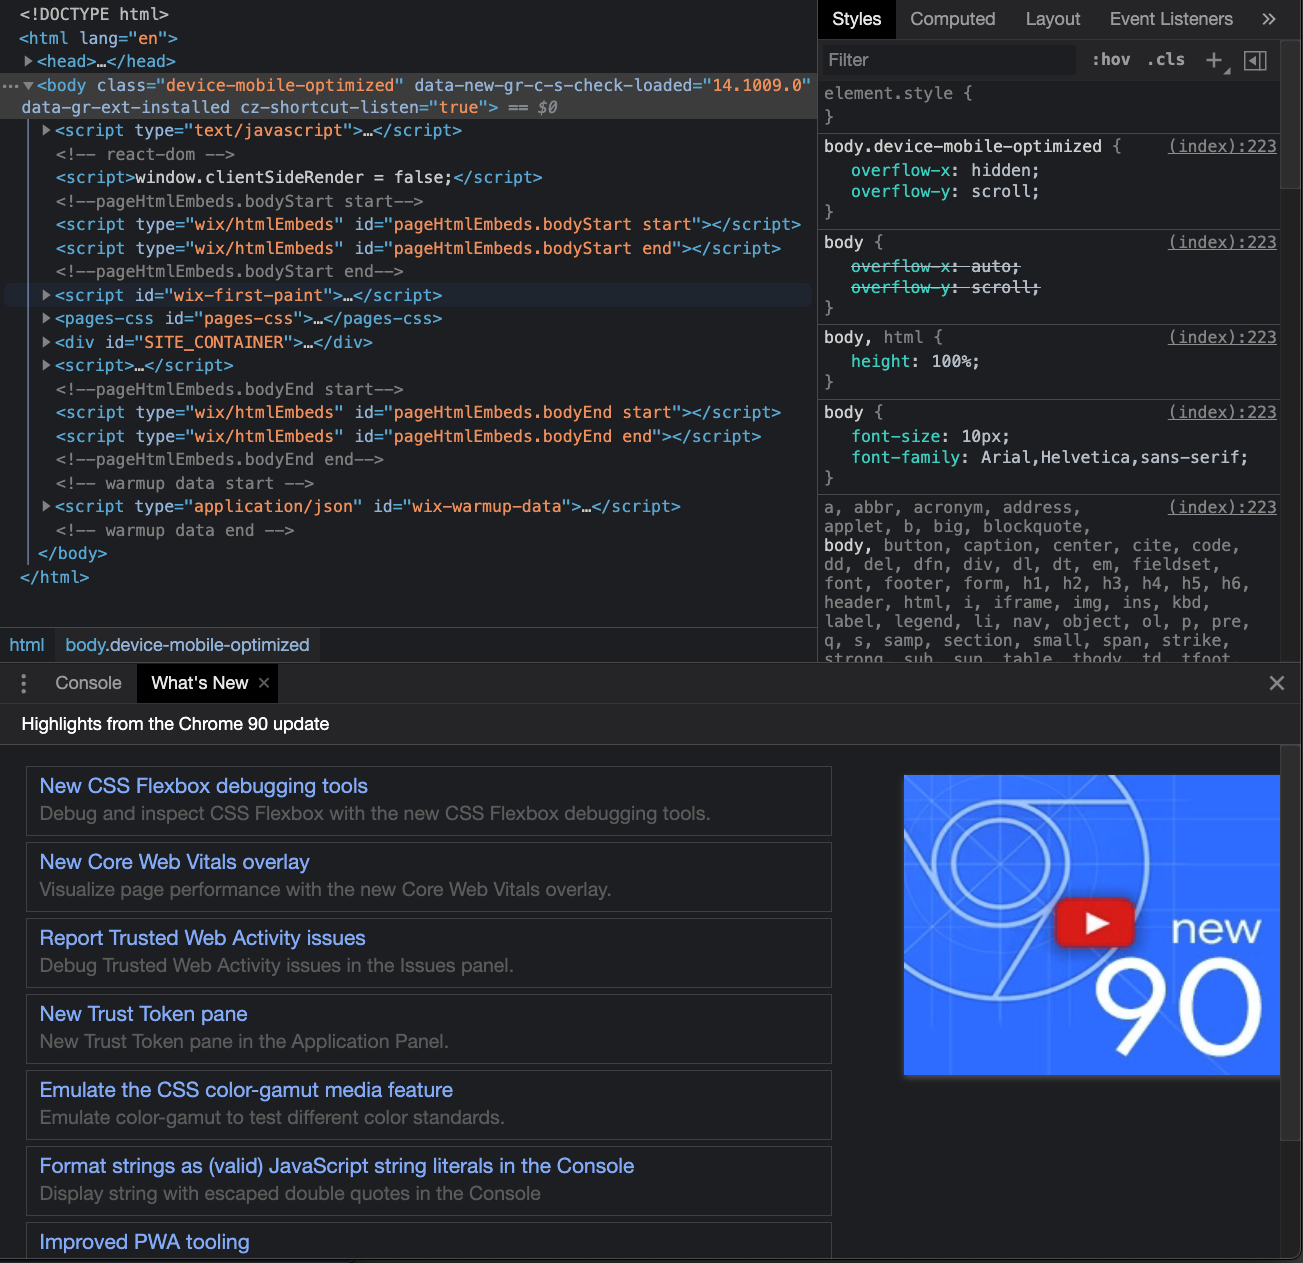 <!DOCTYPE html>
<html lang="en">
<head>…</head>
<body class="device-mobile-optimized" data-new-gr-c-s-check-loaded="14.1009.0"
data-gr-ext-installed cz-shortcut-listen="true"> == $0
<script type="text/javascript">…</script>
<!-- react-dom -->
<script>window.clientSideRender = false;</script>
<!--pageHtmlEmbeds.bodyStart start-->
<script type="wix/htmlEmbeds" id="pageHtmlEmbeds.bodyStart start"></script>
<script type="wix/htmlEmbeds" id="pageHtmlEmbeds.bodyStart end"></script>
<!--pageHtmlEmbeds.bodyStart end-->
<script id="wix-first-paint">…</script>
<pages-css id="pages-css">…</pages-css>
<div id="SITE_CONTAINER">…</div>
<script>…</script>
<!--pageHtmlEmbeds.bodyEnd start-->
<script type="wix/htmlEmbeds" id="pageHtmlEmbeds.bodyEnd start"></script>
<script type="wix/htmlEmbeds" id="pageHtmlEmbeds.bodyEnd end"></script>
<!--pageHtmlEmbeds.bodyEnd end-->
<!-- warmup data start -->
<script type="application/json" id="wix-warmup-data">…</script>
<!-- warmup data end -->
</body>
</html>
html body.device-mobile-optimized
Styles Computed Layout Event Listeners »
Filter :hov .cls +
element.style {
}
body.device-mobile-optimized { (index):223
overflow-x: hidden;
overflow-y: scroll;
}
body { (index):223
overflow-x: auto;
overflow-y: scroll;
}
body, html { (index):223
height: 100%;
}
body { (index):223
font-size: 10px;
font-family: Arial,Helvetica,sans-serif;
}
a, abbr, acronym, address, (index):223
applet, b, big, blockquote,
body, button, caption, center, cite, code,
dd, del, dfn, div, dl, dt, em, fieldset,
font, footer, form, h1, h2, h3, h4, h5, h6,
header, html, i, iframe, img, ins, kbd,
label, legend, li, nav, object, ol, p, pre,
q, s, samp, section, small, span, strike,
strong, sub, sup, table, tbody, td, tfoot,
Console What's New ×
Highlights from the Chrome 90 update
New CSS Flexbox debugging tools
Debug and inspect CSS Flexbox with the new CSS Flexbox debugging tools.
New Core Web Vitals overlay
Visualize page performance with the new Core Web Vitals overlay.
Report Trusted Web Activity issues
Debug Trusted Web Activity issues in the Issues panel.
New Trust Token pane
New Trust Token pane in the Application Panel.
Emulate the CSS color-gamut media feature
Emulate color-gamut to test different color standards.
Format strings as (valid) JavaScript string literals in the Console
Display string with escaped double quotes in the Console
Improved PWA tooling
new
90